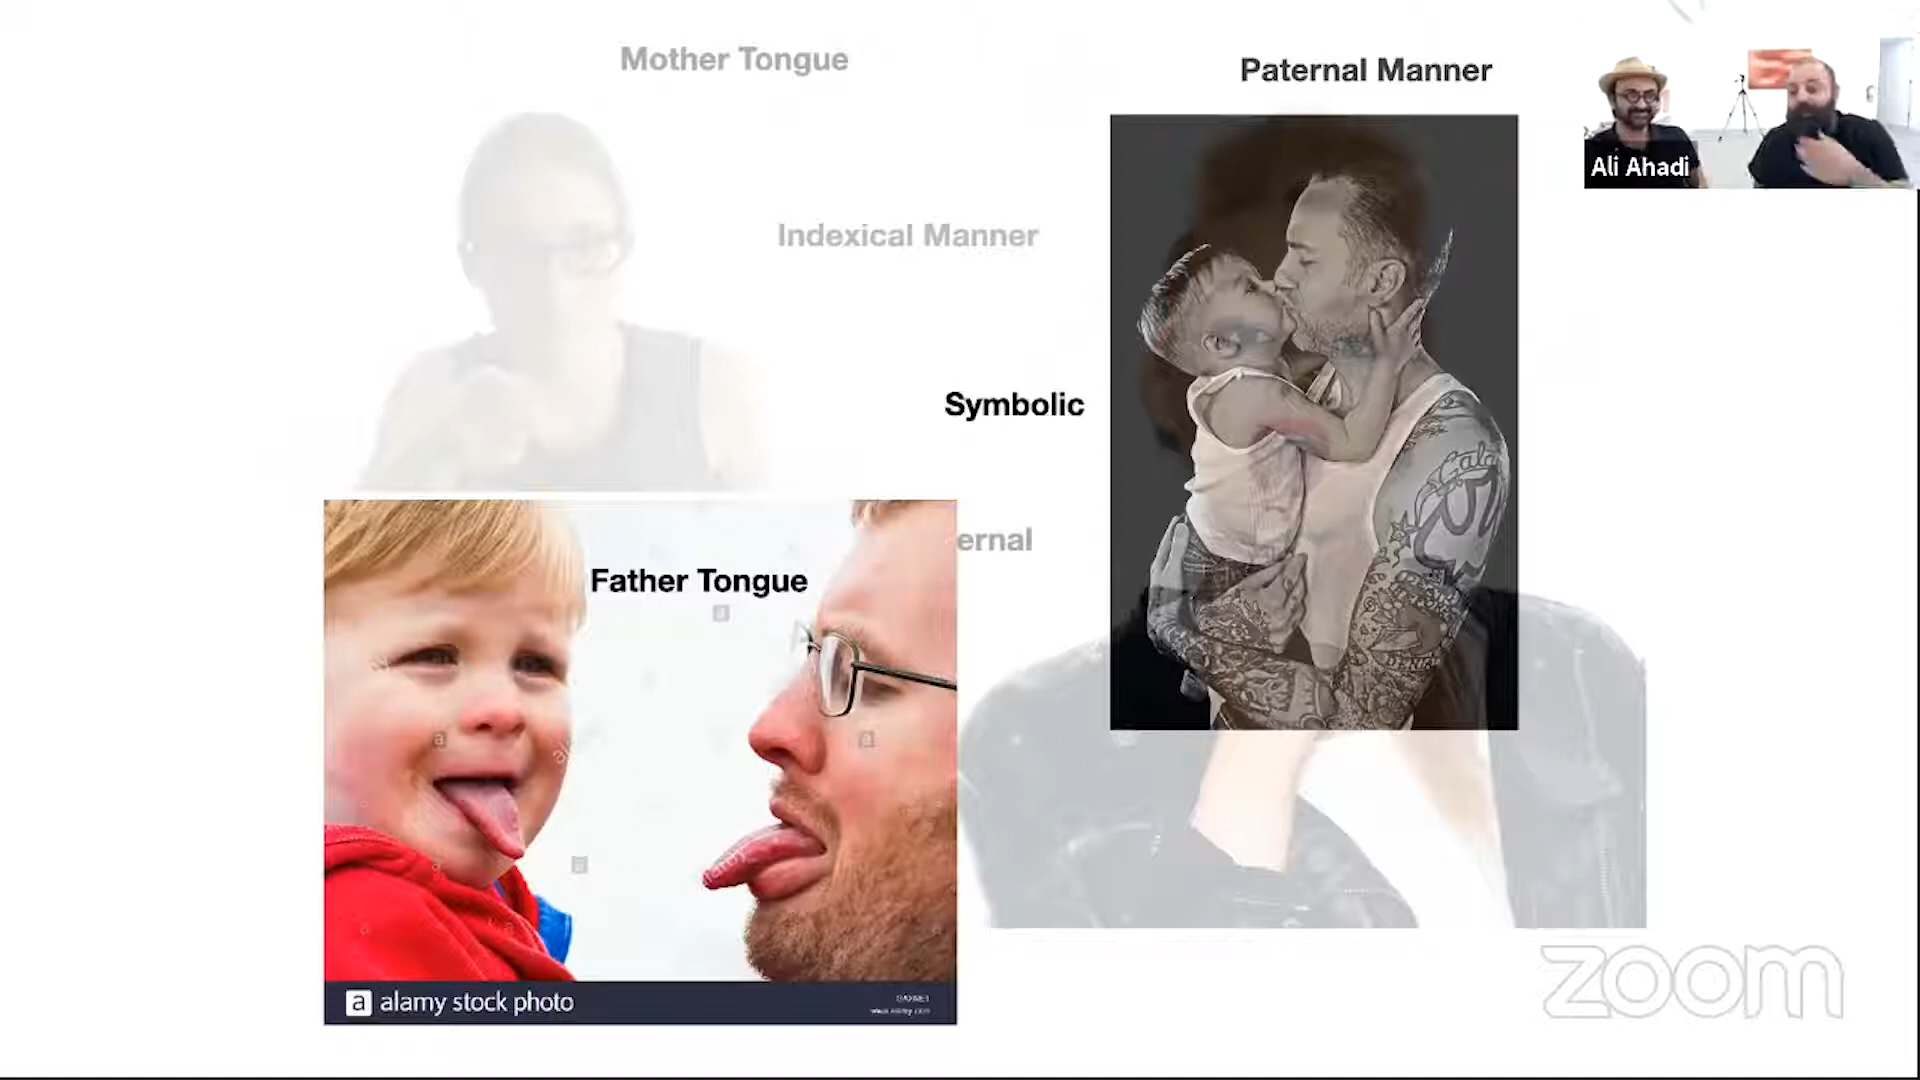 Mother Tongue
Paternal Manner
Ali Ahadi
Indexical Manner
Symbolic
ernal
Father Tongue
a alamy stock photo
zoom